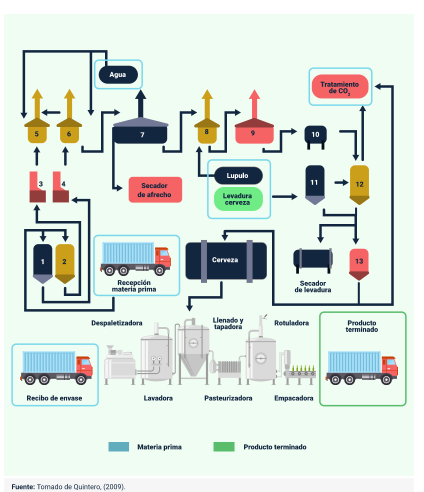 Agua
Tratamiento
de CO2
5
6
7
8
9
10
3
4
Secador
de afrecho
Lupulo
Levadura
cerveza
11
12
1
2
Recepción
materia prima
Cerveza
Secador
de levadura
13
Despaletizadora
Llenado y
tapadora
Rotuladora
Producto
terminado
Recibo de envase
Lavadora
Pasteurizadora
Empacadora
Materia prima
Producto terminado
Fuente: Tomado de Quintero, (2009).